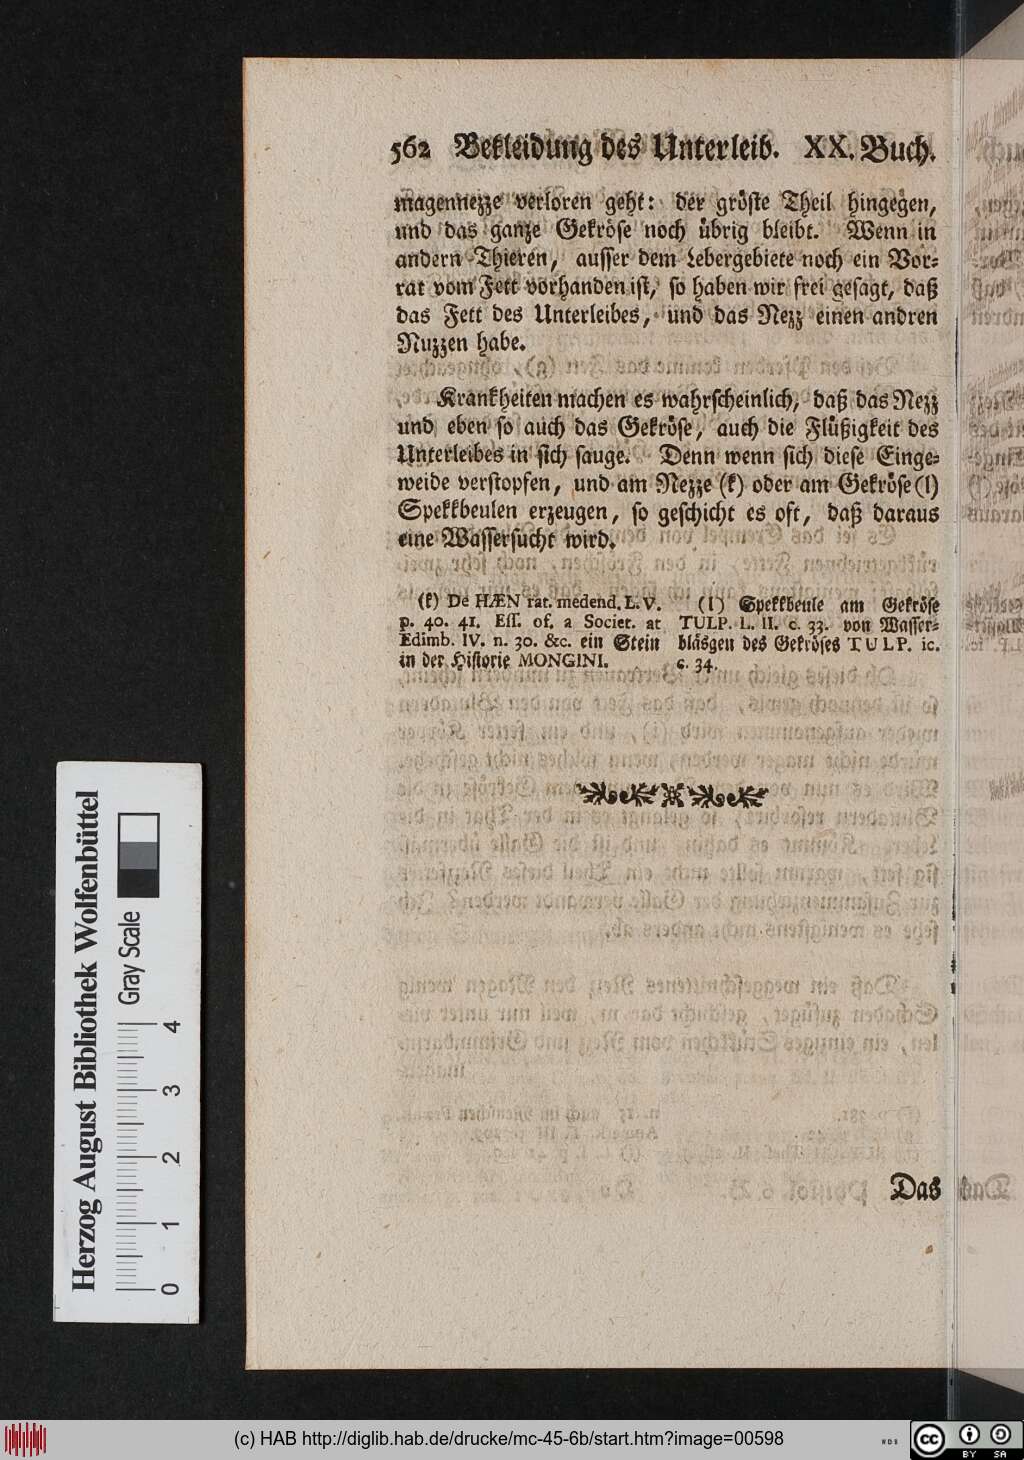 562 Bekleidung des Unterleib. XX. Buch.
magennezze verloren geht: der gröste Theil hingegen,
und das ganze Gekröse noch übrig bleibt. Wenn in
andern Thieren, ausser dem Lebergebiete noch ein Vor-
rat vom Fett vorhanden ist, so haben wir frei gesagt, daß
das Fett des Unterleibes, und das Nezz einen andren
Nuzzen habe.
Krankheiten machen es wahrscheinlich, daß das Nezz
und eben so auch das Gekröse, auch die Flüßigkeit des
Unterleibes in sich sauge. Denn wenn sich diese Einge-
weide verstopfen, und am Nezze (k) oder am Gekröse (l)
Spekkbeulen erzeugen, so geschicht es oft, daß daraus
eine Wassersucht wird.
(k) De HÆN rat. medend. L. V.
p. 40. 41. Eff. of. a Societ. at
Edimb. IV. n. 30. &c. ein Stein
in der Historie MONGINI.
(l) Spekkbeule am Gekröse
TULP. L. II. c. 33. von Wasser-
bläsgen des Gekröses TULP. ic.
c. 34.
Das
Herzog August Bibliothek Wolfenbüttel
Gray Scale
0 1 2 3 4
(c) HAB http://diglib.hab.de/drucke/mc-45-6b/start.htm?image=00598
cc BY SA